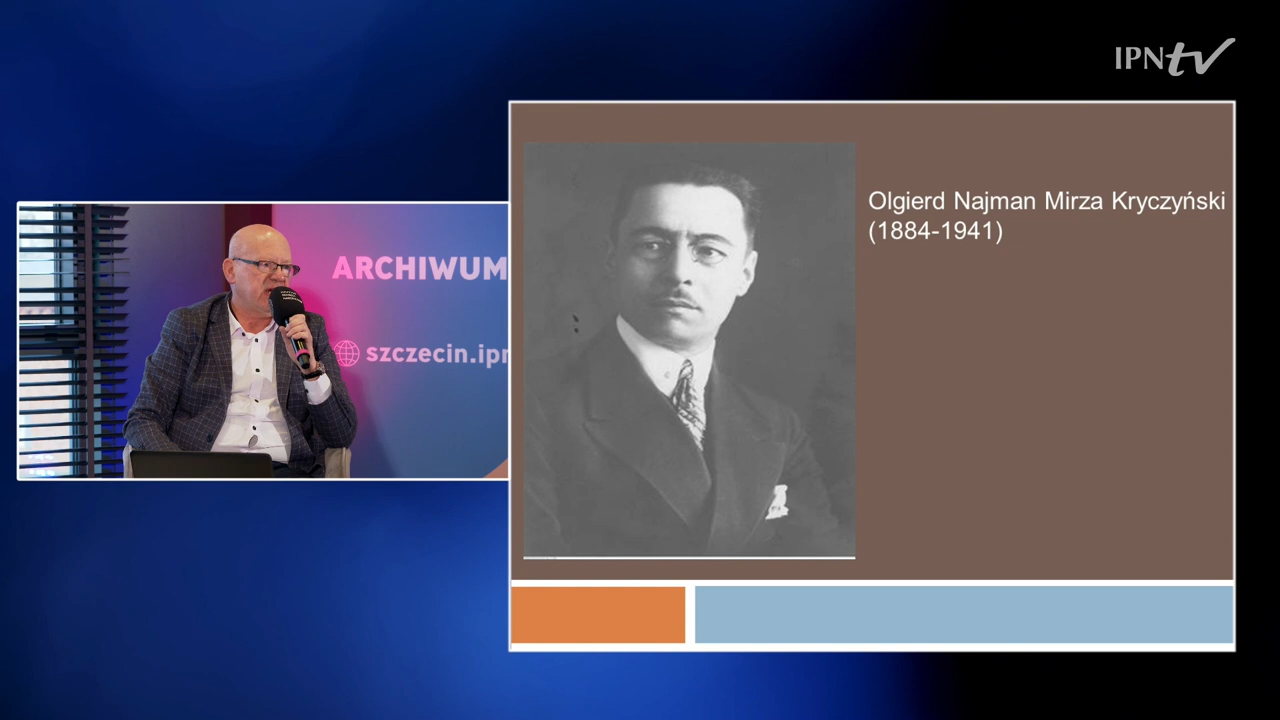 IPNtv
ARCHIWUM
szczecin.ipn
Olgierd Najman Mirza Kryczyński
(1884-1941)